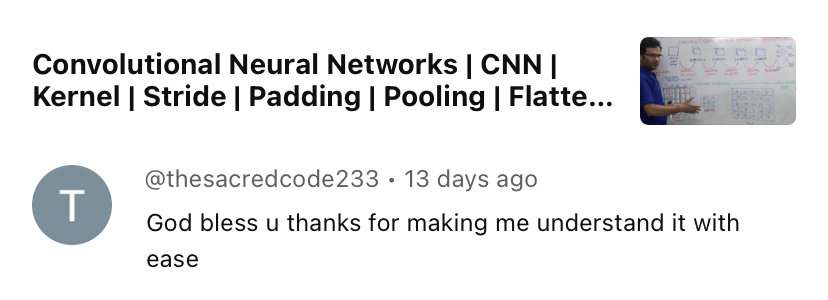 Convolutional Neural Networks | CNN |
Kernel | Stride | Padding | Pooling | Flatte...
T
@thesacredcode233 • 13 days ago
God bless u thanks for making me understand it with
ease